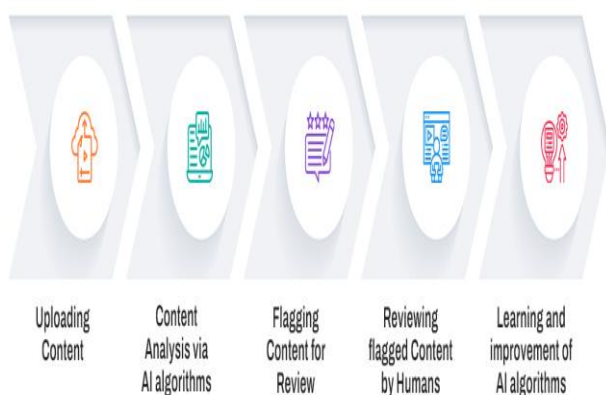 Uploading
Content
Content
Analysis via
AI algorithms
Flagging
Content for
Review
Reviewing
flagged Content
by Humans
Learning and
improvement of
AI algorithms